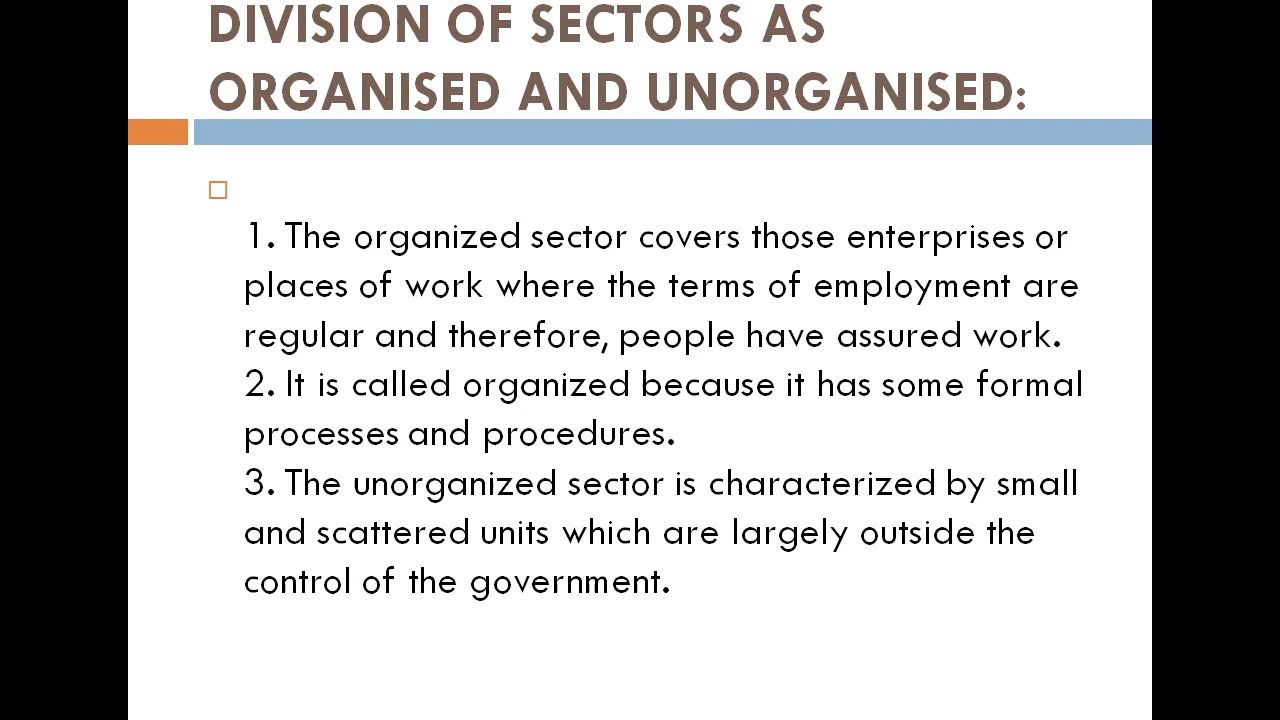 DIVISION OF SECTORS AS
ORGANISED AND UNORGANISED:
1. The organized sector covers those enterprises or
places of work where the terms of employment are
regular and therefore, people have assured work.
2. It is called organized because it has some formal
processes and procedures.
3. The unorganized sector is characterized by small
and scattered units which are largely outside the
control of the government.